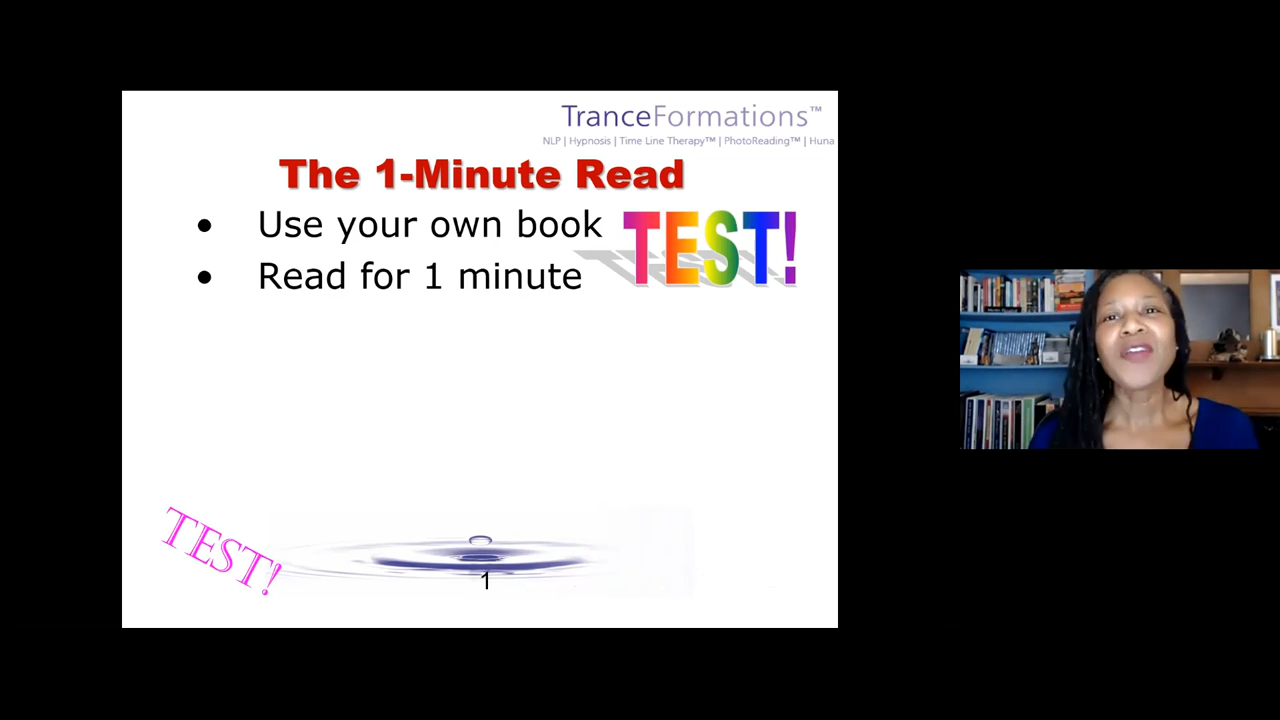 TranceFormations™
NLP | Hypnosis | Time Line Therapy™ | PhotoReading™ | Huna
The 1-Minute Read
• Use your own book
TEST!
• Read for 1 minute
TEST!
1